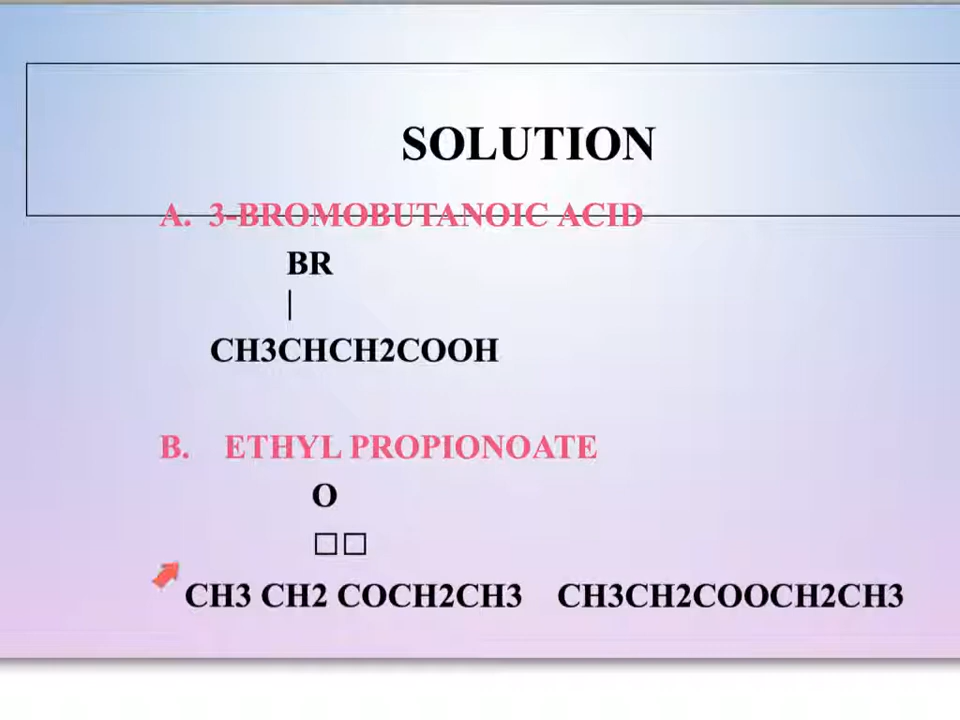 SOLUTION
A. 3-BROMOBUTANOIC ACID
BR
|
CH3CHCH2COOH
B. ETHYL PROPIONOATE
O
□□
CH3 CH2 COCH2CH3 CH3CH2COOCH2CH3